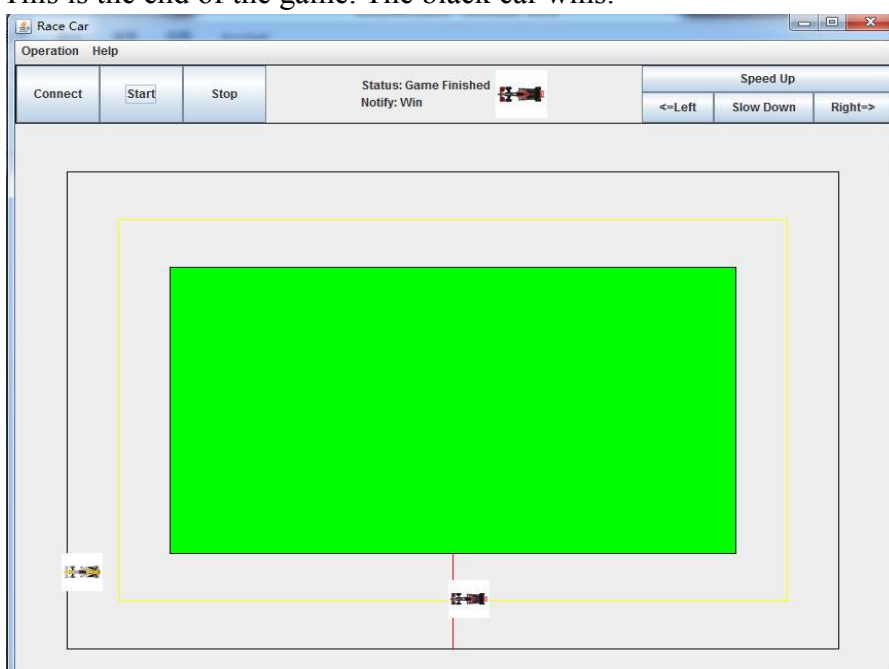 This is the end of the game. The black car wins.
Race Car
Operation Help
Connect Start Stop
Status: Game Finished
Notify: Win
Speed Up
<=Left Slow Down Right=>